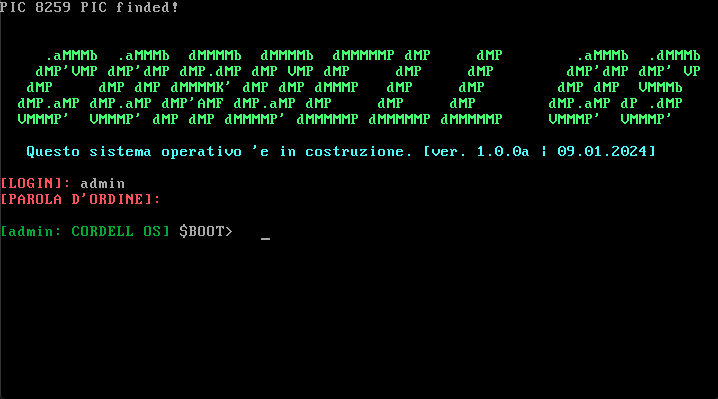 PIC 8259 PIC finded!
.aMMMb .aMMMb dMMMMb dMMMMb dMMMMMP dMP dMP .aMMMb .dMMMb
dMP'VMP dMP'dMP dMP.dMP dMP VMP dMP dMP dMP dMP'dMP dMP' VP
dMP dMP dMP dMMMMK' dMP dMP dMMMP dMP dMP dMP dMP VMMMb
dMP.aMP dMP.aMP dMP'AMF dMP.aMP dMP dMP dMP dMP.aMP dP .dMP
VMMMP' VMMMP' dMP dMP dMMMMP' dMMMMMP dMMMMMP dMMMMMP VMMMP' VMMMP'
Questo sistema operativo 'e in costruzione. [ver. 1.0.0a | 09.01.2024]
[LOGIN]: admin
[PAROLA D'ORDINE]:
[admin: CORDELL OS] $BOOT> _